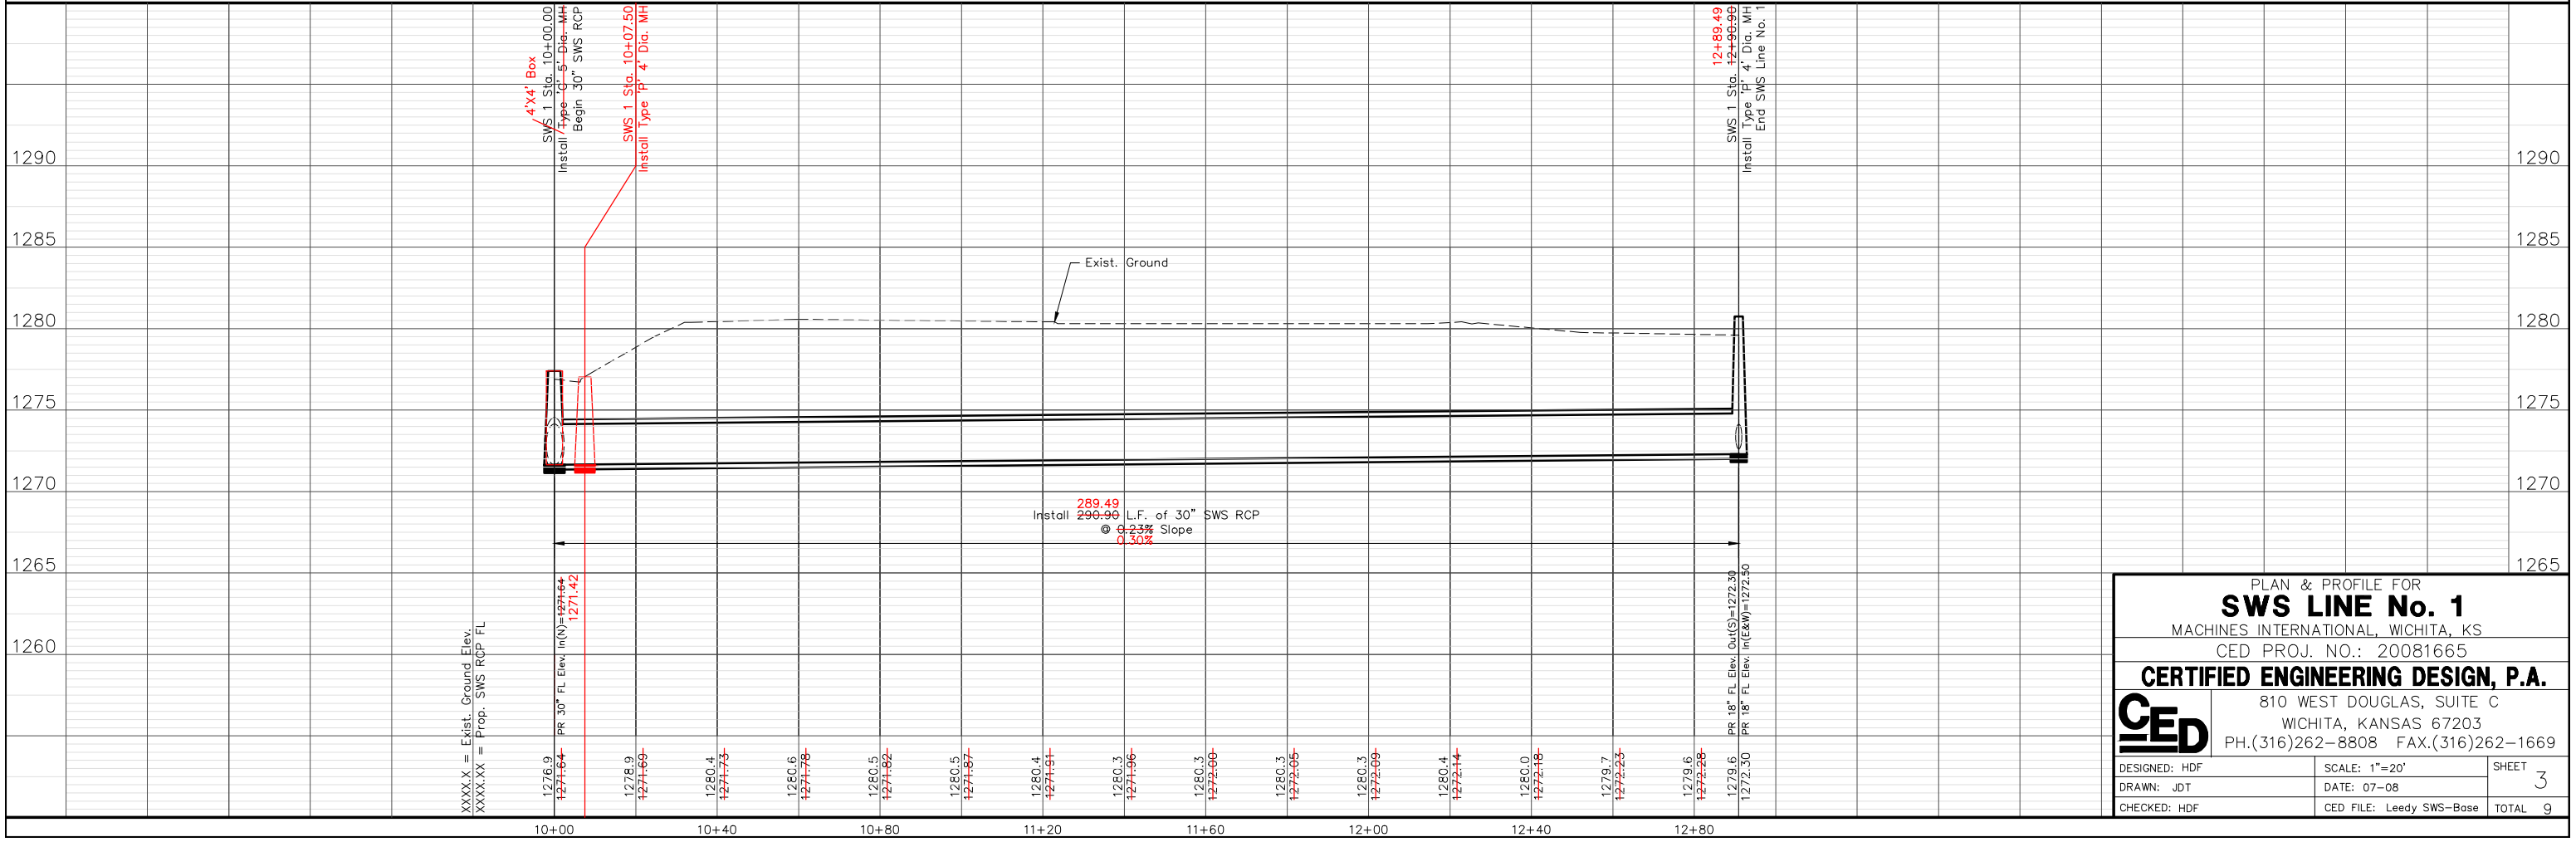 4'X4' Box
SWS 1 Sta. 10+00.00
Install Type 'C' 5' Dia. MH
Begin 30" SWS RCP
SWS 1 Sta. 10+07.50
Install Type 'P' 4' Dia. MH
12+89.49
SWS 1 Sta. 12+90.90
Install Type 'P' 4' Dia. MH
End SWS Line No. 1
1290 1290
1285 1285
Exist. Ground
1280 1280
1275 1275
1270 1270
289.49
Install 290.90 L.F. of 30" SWS RCP
@ 0.23% Slope
0.30%
1265 1265
1260
XXXX.X = Exist. Ground Elev.
XXXX.XX = Prop. SWS RCP FL
PR 30" FL Elev. In(N)=1271.64
1271.42
PR 18" FL Elev. Out(S)=1272.30
PR 18" FL Elev. In(E&W)=1272.50
1276.9
1271.64
1278.9
1271.69
1280.4
1271.73
1280.6
1271.78
1280.5
1271.82
1280.5
1271.87
1280.4
1271.91
1280.3
1271.96
1280.3
1272.00
1280.3
1272.05
1280.3
1272.09
1280.4
1272.14
1280.0
1272.18
1279.7
1272.23
1279.6
1272.28
1279.6
1272.30
10+00 10+40 10+80 11+20 11+60 12+00 12+40 12+80
PLAN & PROFILE FOR
SWS LINE No. 1
MACHINES INTERNATIONAL, WICHITA, KS
CED PROJ. NO.: 20081665
CERTIFIED ENGINEERING DESIGN, P.A.
CED
810 WEST DOUGLAS, SUITE C
WICHITA, KANSAS 67203
PH.(316)262-8808 FAX.(316)262-1669
DESIGNED: HDF SCALE: 1"=20' SHEET 3
DRAWN: JDT DATE: 07-08
CHECKED: HDF CED FILE: Leedy SWS-Base TOTAL 9